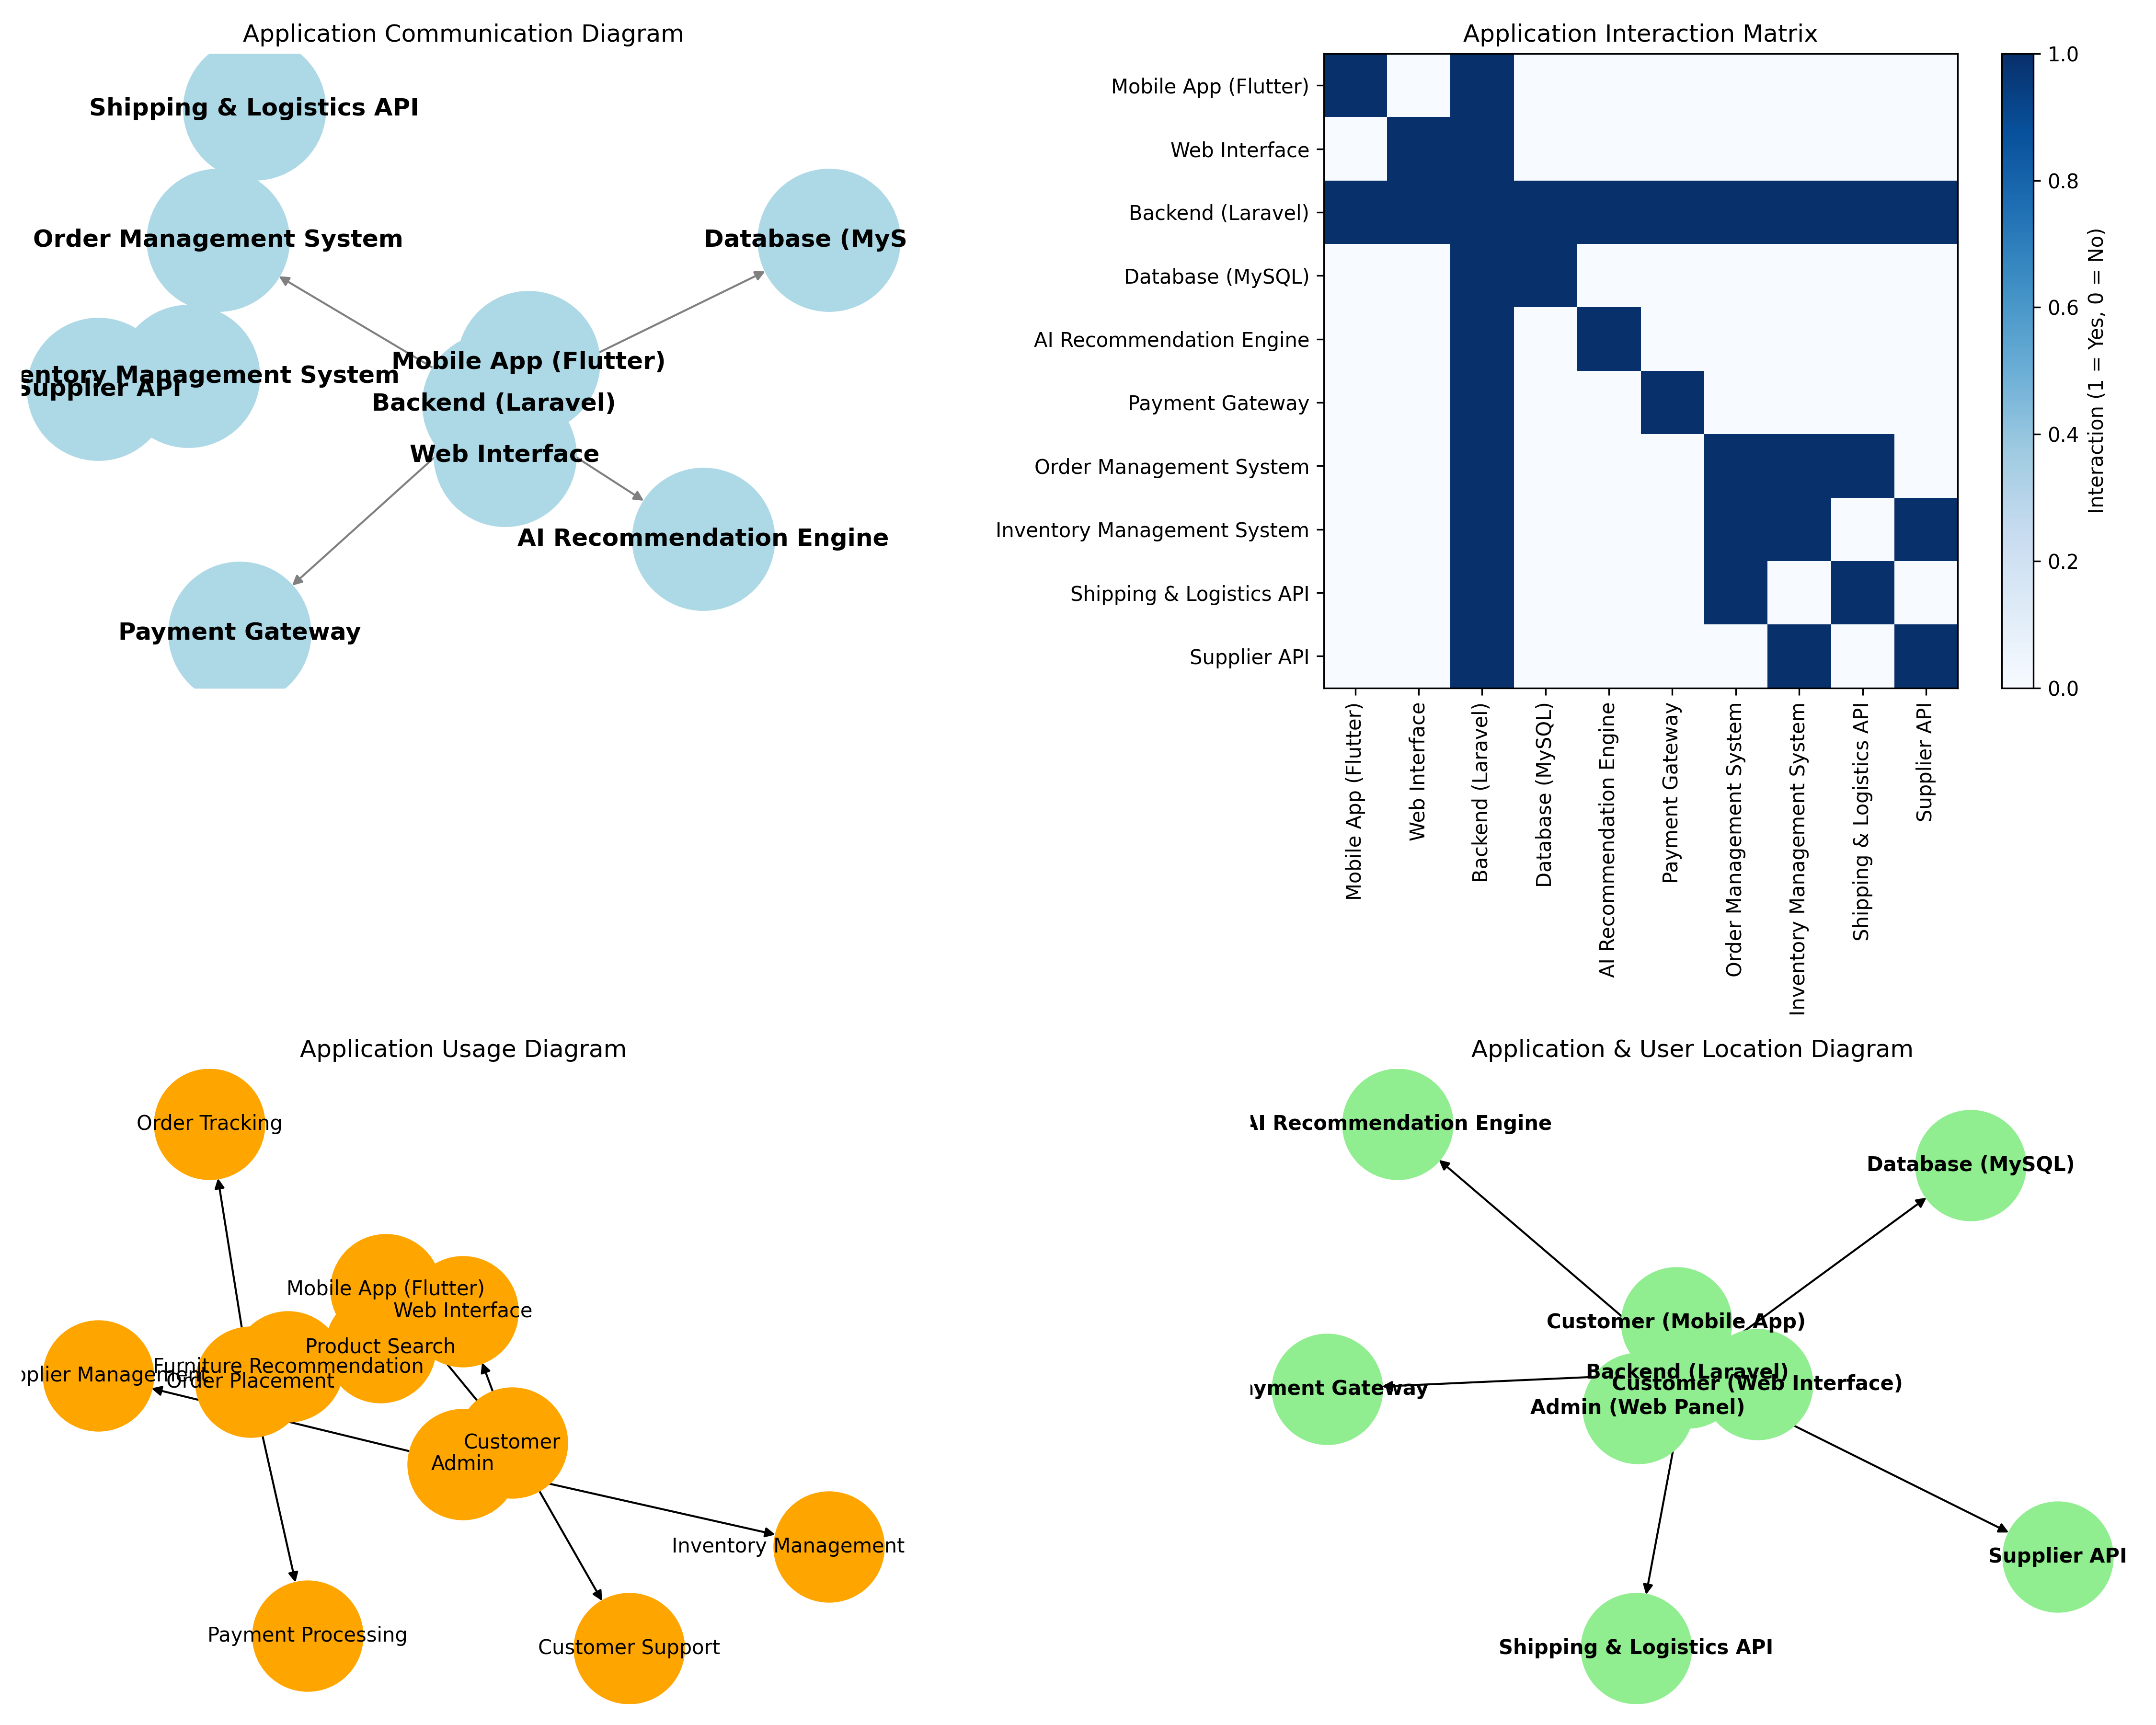 Application Communication Diagram
Shipping & Logistics API
Order Management System
Database (MyS
Mobile App (Flutter)
entory Management System
Supplier API
Backend (Laravel)
Web Interface
AI Recommendation Engine
Payment Gateway
Application Interaction Matrix
Mobile App (Flutter)
Web Interface
Backend (Laravel)
Database (MySQL)
AI Recommendation Engine
Payment Gateway
Order Management System
Inventory Management System
Shipping & Logistics API
Supplier API
Mobile App (Flutter)
Web Interface
Backend (Laravel)
Database (MySQL)
AI Recommendation Engine
Payment Gateway
Order Management System
Inventory Management System
Shipping & Logistics API
Supplier API
1.0
0.8
0.6
0.4
0.2
0.0
Interaction (1 = Yes, 0 = No)
Application Usage Diagram
Order Tracking
Mobile App (Flutter)
Web Interface
Product Search
Furniture Recommendation
pplier Management
Order Placement
Customer
Admin
Inventory Management
Payment Processing
Customer Support
Application & User Location Diagram
AI Recommendation Engine
Database (MySQL)
Customer (Mobile App)
Backend (Laravel)
Customer (Web Interface)
ayment Gateway
Admin (Web Panel)
Supplier API
Shipping & Logistics API